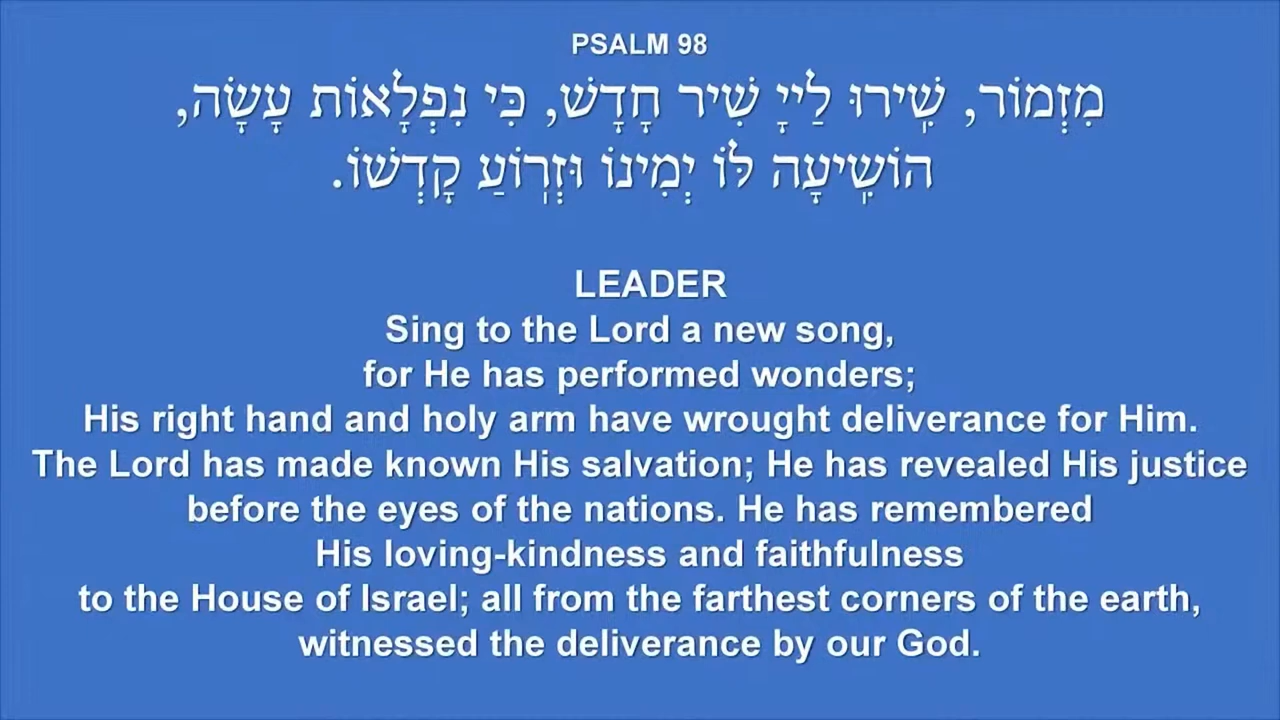 PSALM 98
מִזְמוֹר, שִׁירוּ לַייָ שִׁיר חָדָשׁ, כִּי נִפְלָאוֹת עָשָׂה,
הוֹשִׁיעָה לּוֹ יְמִינוֹ וּזְרוֹעַ קָדְשׁוֹ.
LEADER
Sing to the Lord a new song,
for He has performed wonders;
His right hand and holy arm have wrought deliverance for Him.
The Lord has made known His salvation; He has revealed His justice
before the eyes of the nations. He has remembered
His loving-kindness and faithfulness
to the House of Israel; all from the farthest corners of the earth,
witnessed the deliverance by our God.